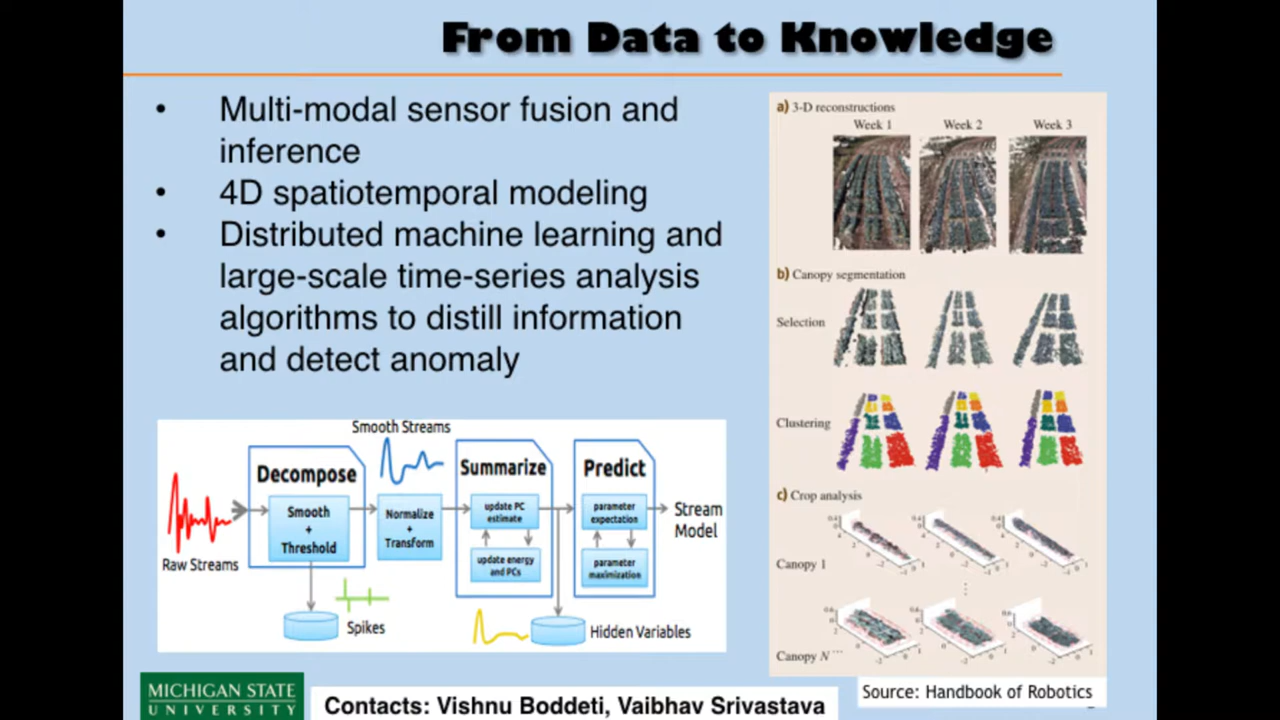 From Data to Knowledge
• Multi-modal sensor fusion and
inference
• 4D spatiotemporal modeling
• Distributed machine learning and
large-scale time-series analysis
algorithms to distill information
and detect anomaly
Raw Streams
Decompose
Smooth
+
Threshold
Spikes
Smooth Streams
Normalize
+
Transform
Summarize
update PC
estimate
update energy
and PCs
Hidden Variables
Predict
parameter
expectation
parameter
maximization
Stream
Model
a) 3-D reconstructions
Week 1 Week 2 Week 3
b) Canopy segmentation
Selection
Clustering
c) Crop analysis
Canopy 1
Canopy N
Source: Handbook of Robotics
MICHIGAN STATE
UNIVERSITY
Contacts: Vishnu Boddeti, Vaibhav Srivastava